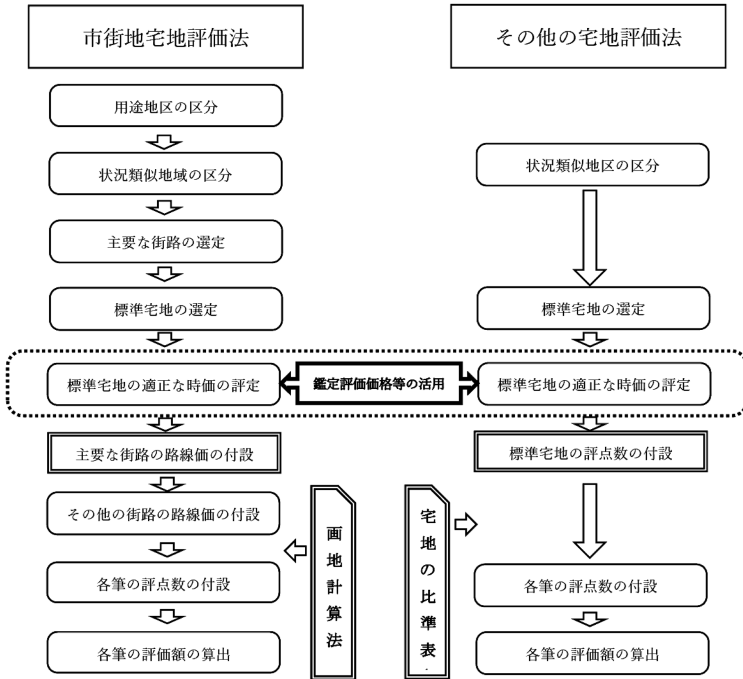 市街地宅地評価法
用途地区の区分
状況類似地域の区分
主要な街路の選定
標準宅地の選定
標準宅地の適正な時価の評定
鑑定評価価格等の活用
主要な街路の路線価の付設
その他の街路の路線価の付設
画地計算法
各筆の評点数の付設
各筆の評価額の算出
その他の宅地評価法
状況類似地区の区分
標準宅地の選定
標準宅地の適正な時価の評定
標準宅地の評点数の付設
宅地の比準表
各筆の評点数の付設
各筆の評価額の算出